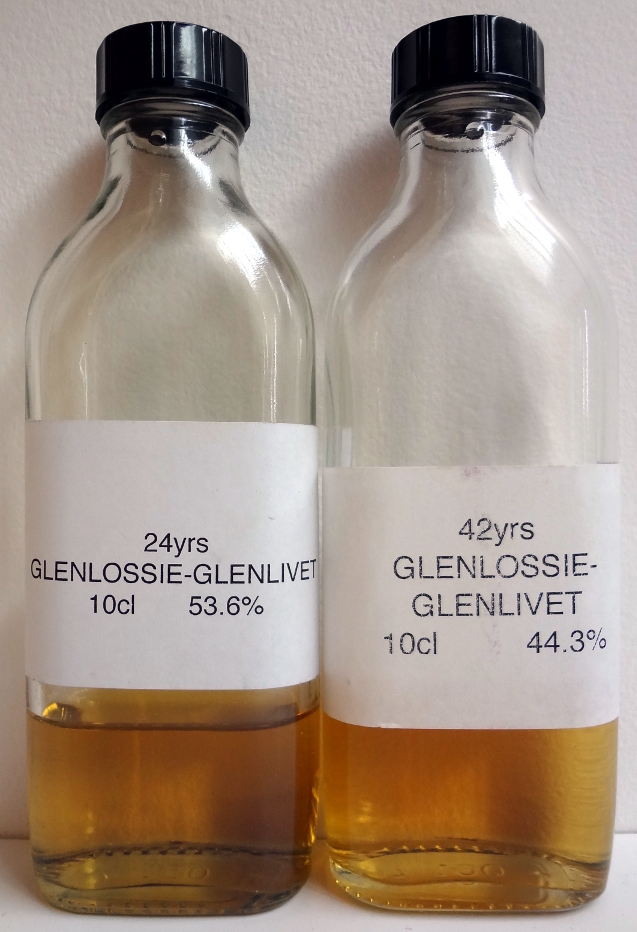 24yrs
GLENLOSSIE-GLENLIVET
10cl 53.6%
42yrs
GLENLOSSIE-
GLENLIVET
10cl 44.3%